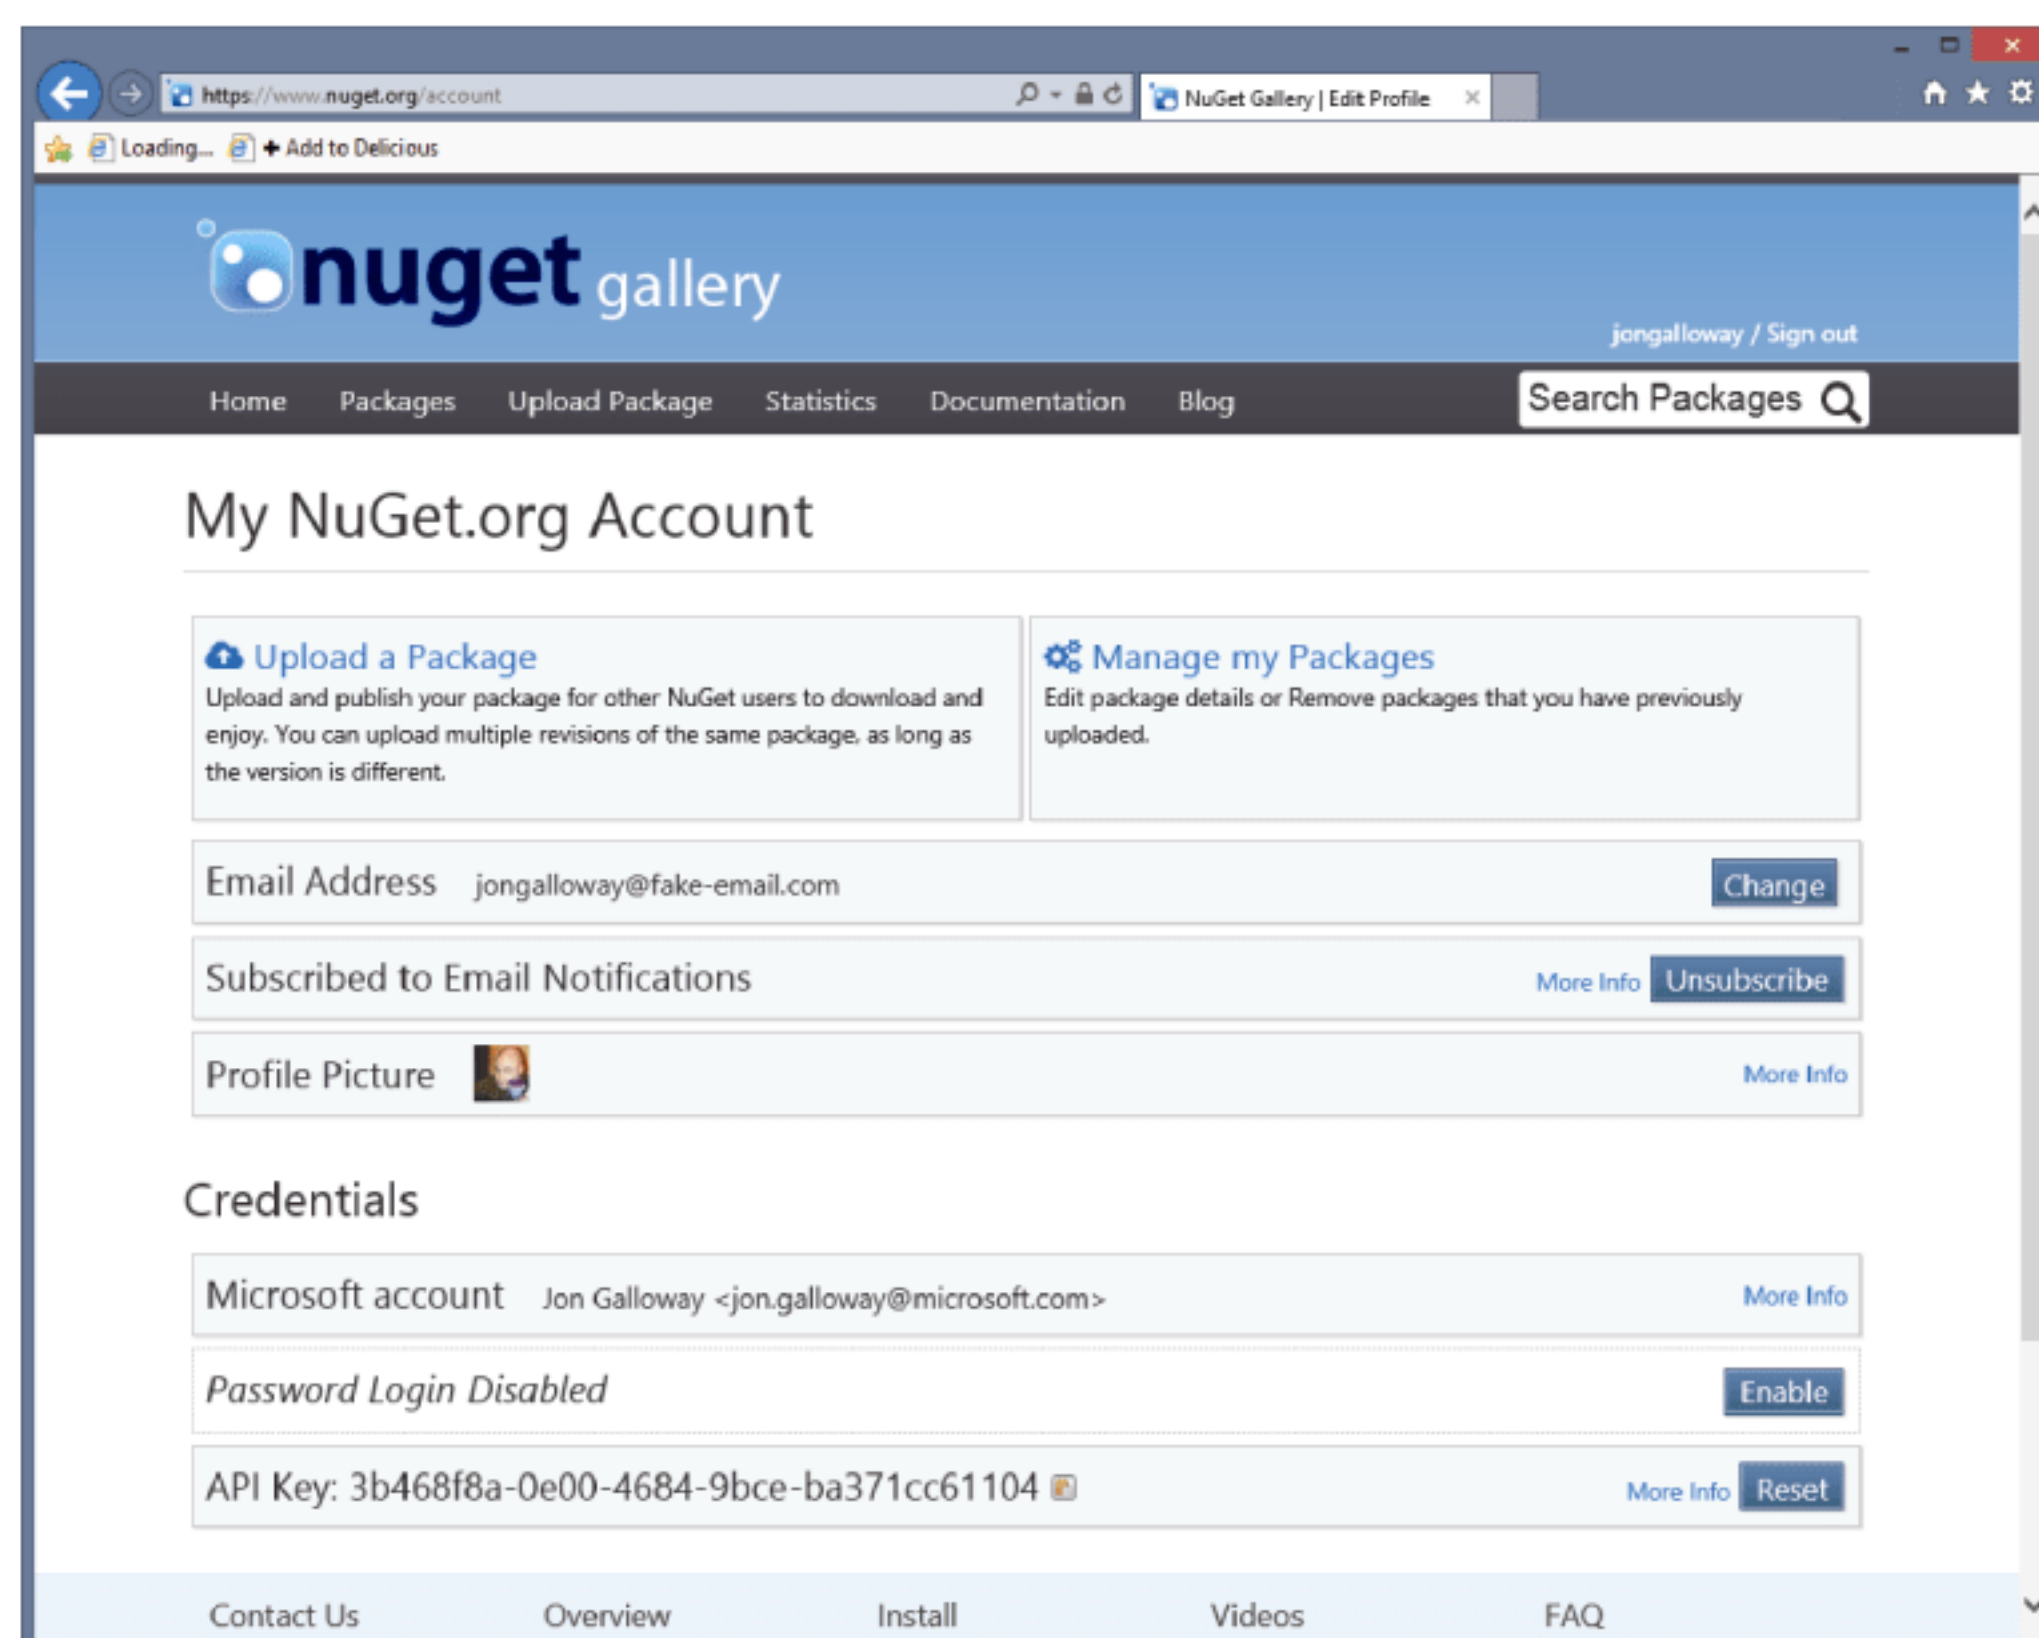 https://www.nuget.org/account
NuGet Gallery | Edit Profile
Loading... Add to Delicious
nuget gallery
jongalloway / Sign out
Home Packages Upload Package Statistics Documentation Blog Search Packages
My NuGet.org Account
Upload a Package
Upload and publish your package for other NuGet users to download and
enjoy. You can upload multiple revisions of the same package, as long as
the version is different.
Manage my Packages
Edit package details or Remove packages that you have previously
uploaded.
Email Address jongalloway@fake-email.com Change
Subscribed to Email Notifications More Info Unsubscribe
Profile Picture More Info
Credentials
Microsoft account Jon Galloway <jon.galloway@microsoft.com> More Info
Password Login Disabled Enable
API Key: 3b468f8a-0e00-4684-9bce-ba371cc61104 More Info Reset
Contact Us Overview Install Videos FAQ